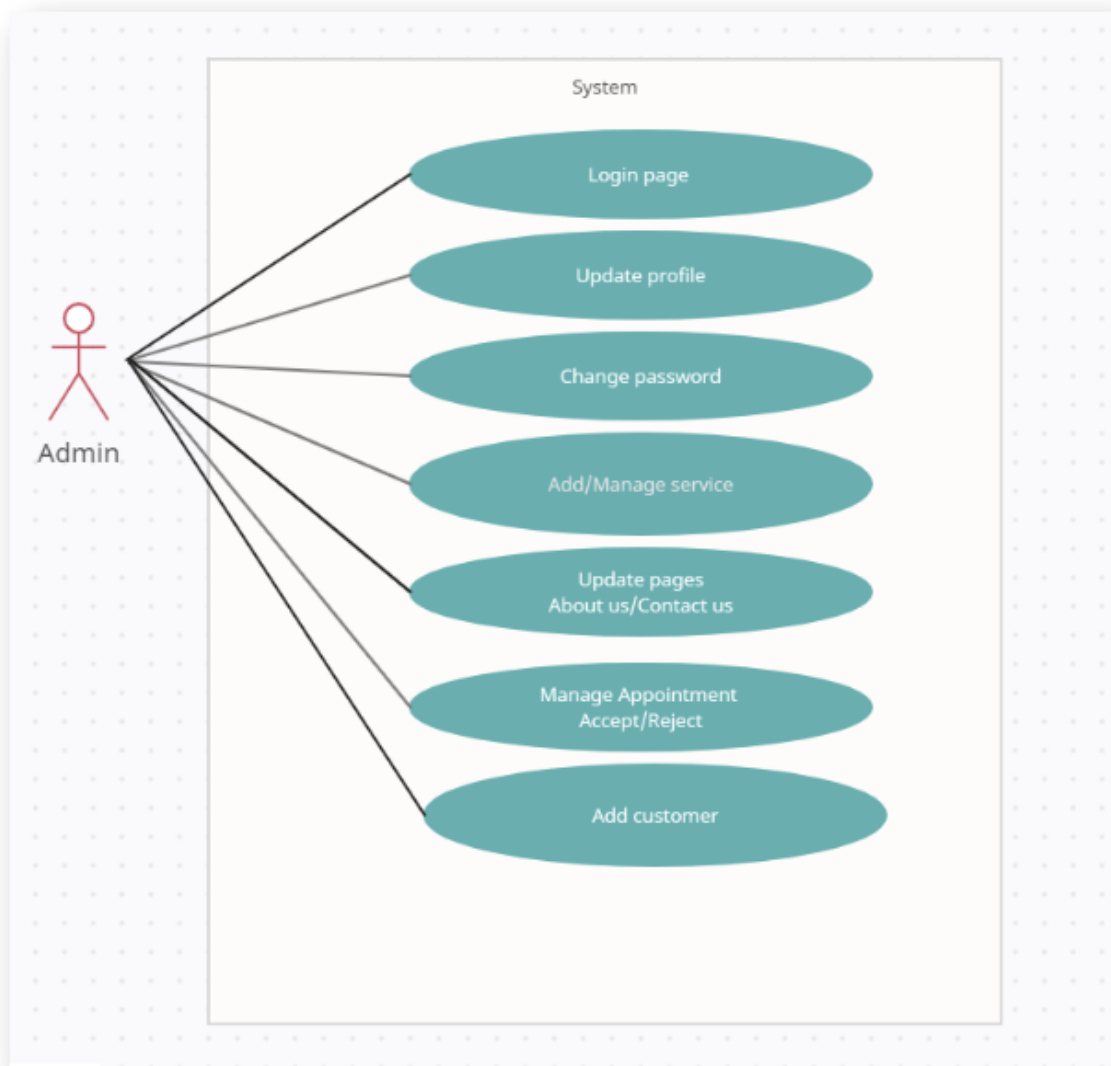 System
Login page
Update profile
Change password
Admin
Add/Manage service
Update pages
About us/Contact us
Manage Appointment
Accept/Reject
Add customer